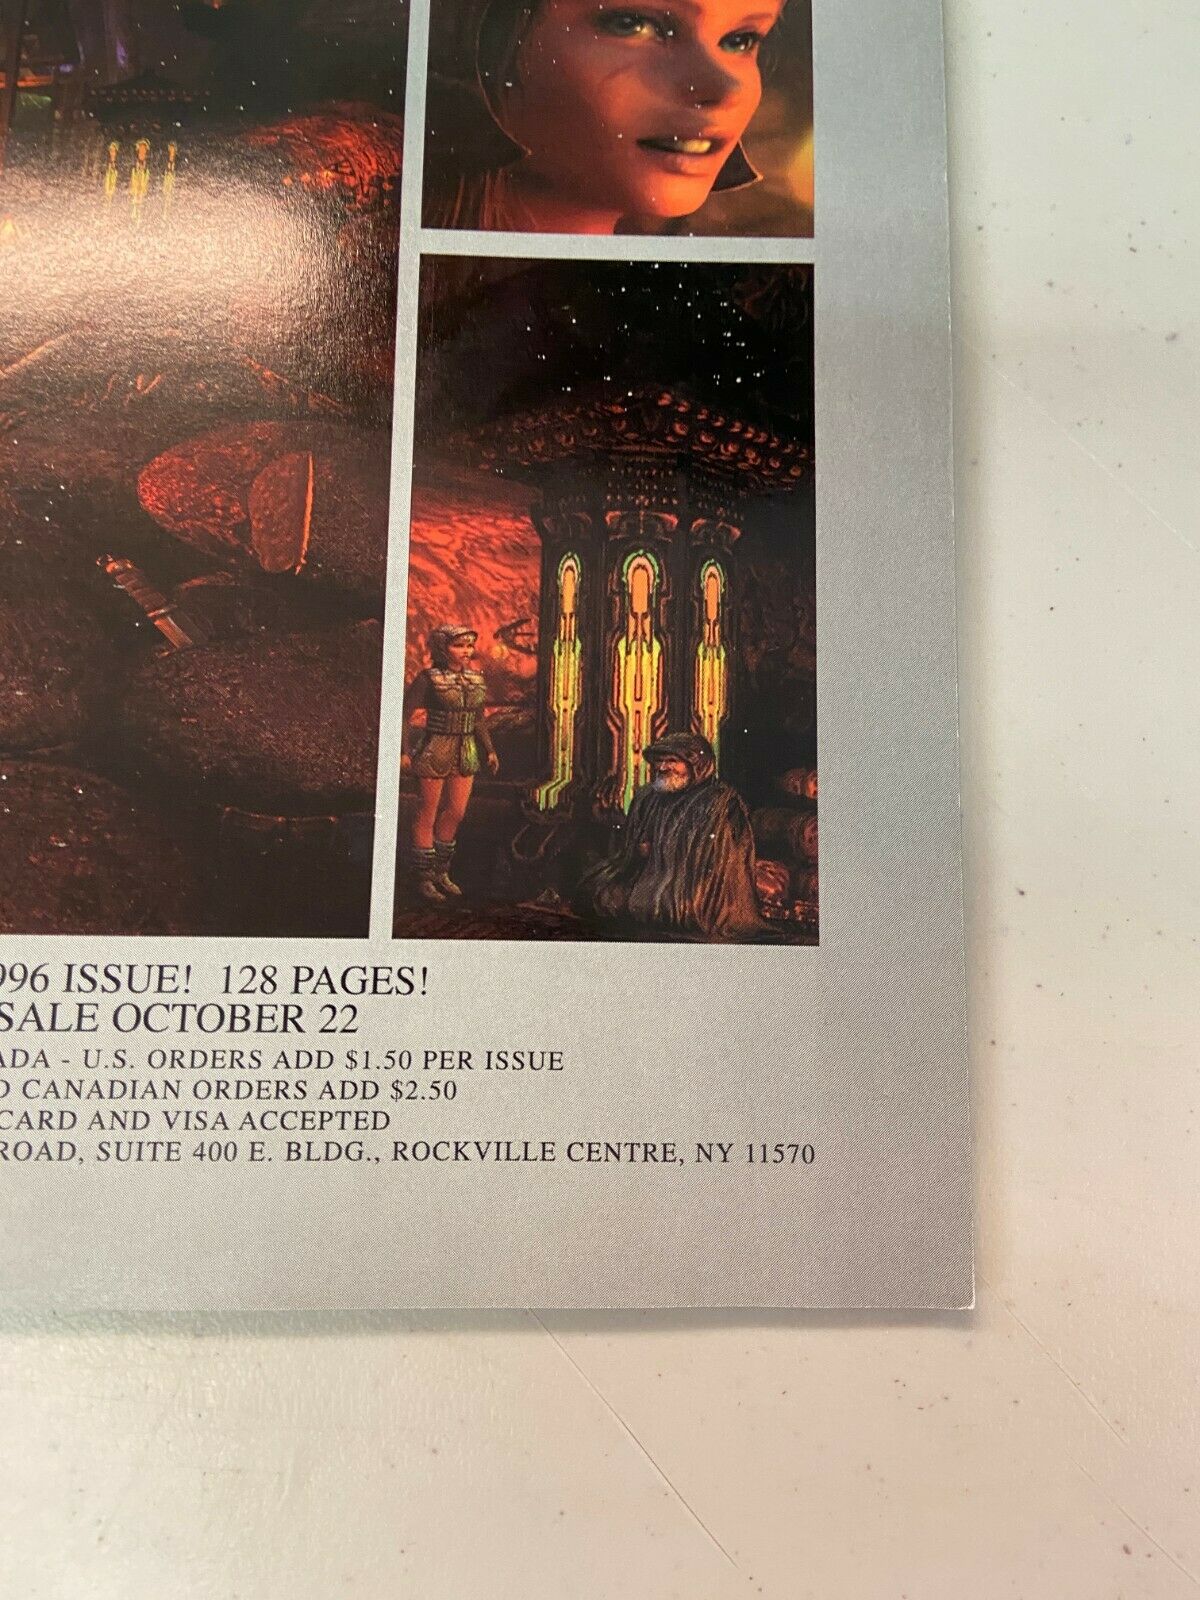 996 ISSUE! 128 PAGES!
SALE OCTOBER 22
ADA - U.S. ORDERS ADD $1.50 PER ISSUE
D CANADIAN ORDERS ADD $2.50
CARD AND VISA ACCEPTED
ROAD, SUITE 400 E. BLDG., ROCKVILLE CENTRE, NY 11570